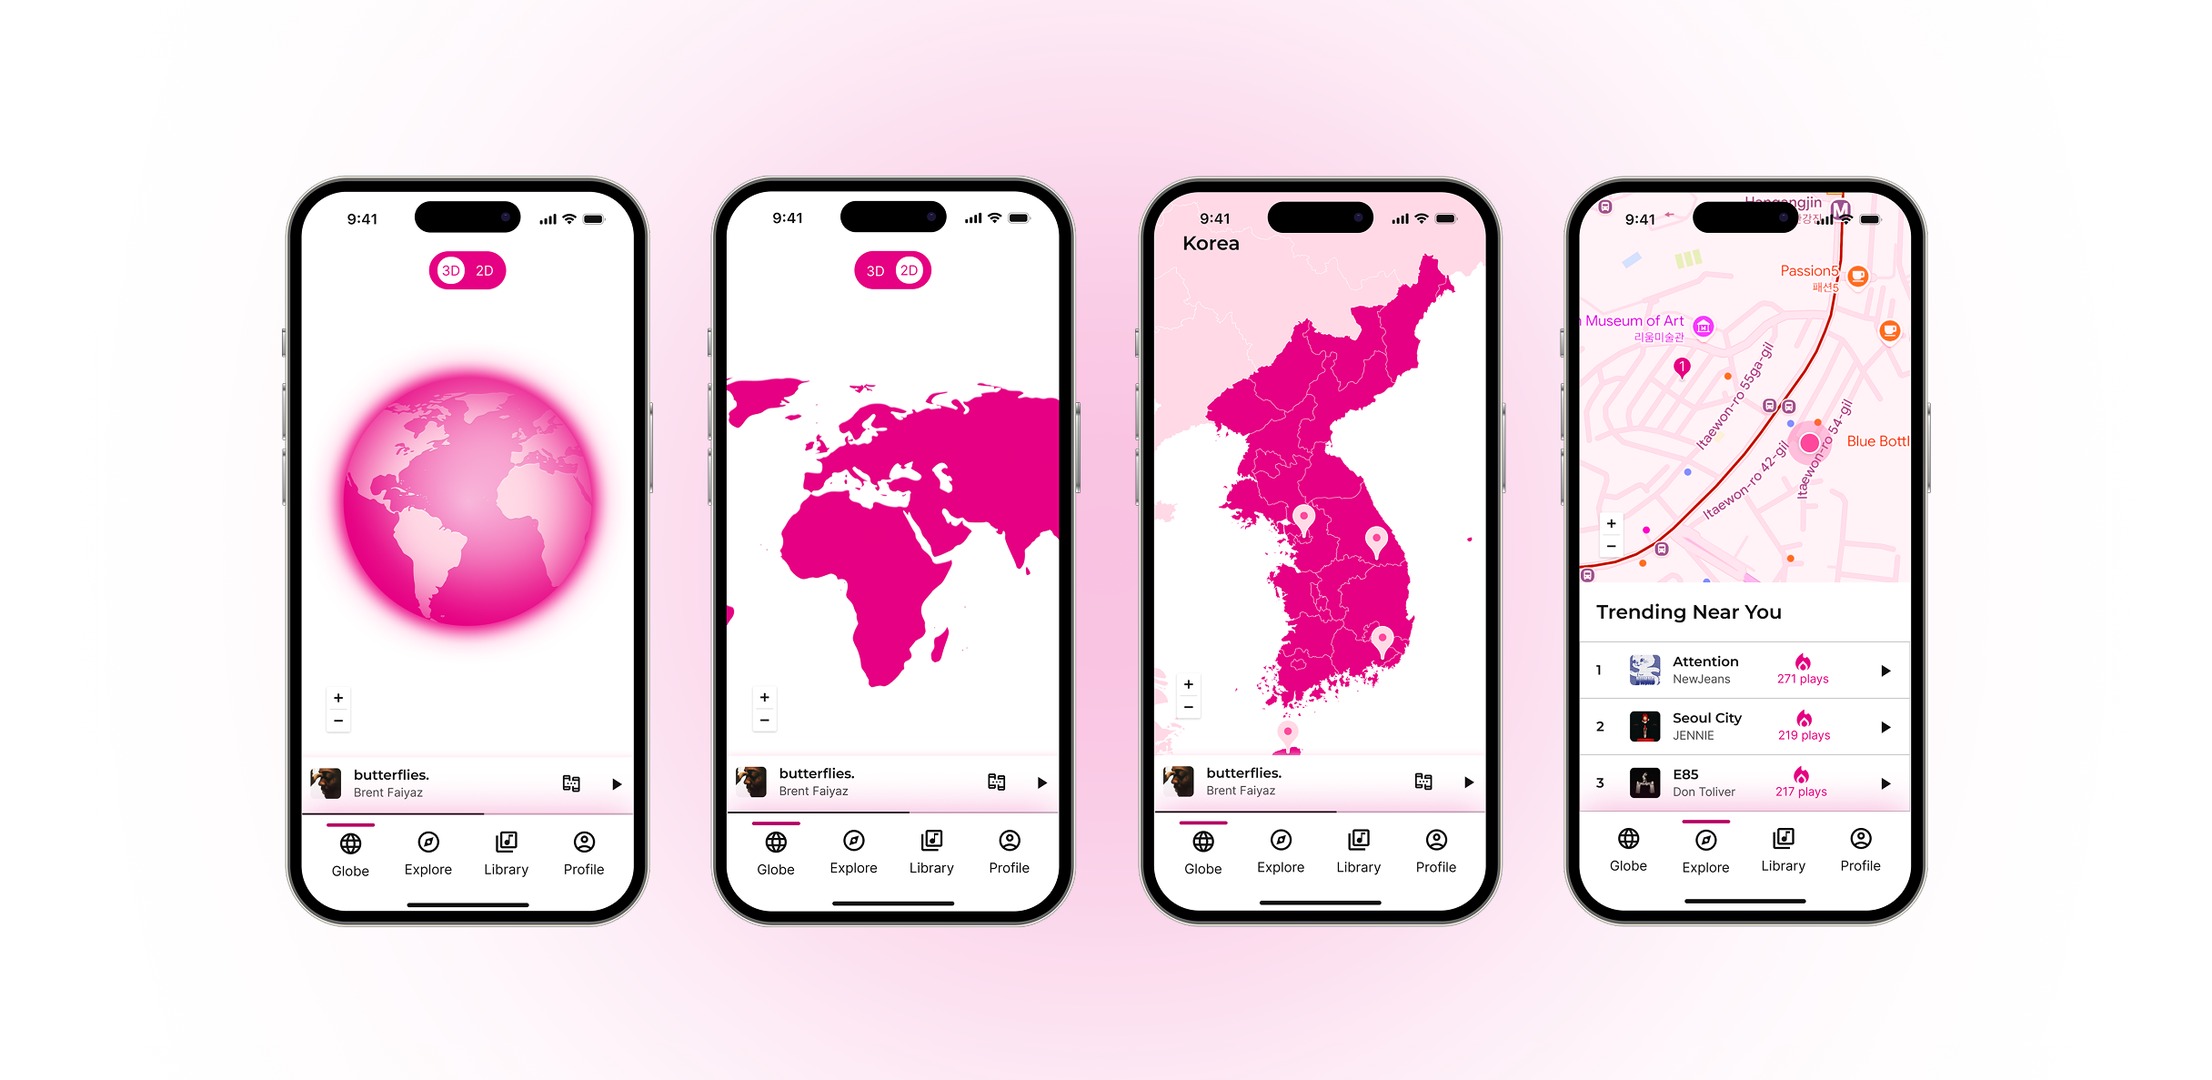 9:41
3D 2D
+
−
butterflies.
Brent Faiyaz
Globe Explore Library Profile
9:41
3D 2D
+
−
butterflies.
Brent Faiyaz
Globe Explore Library Profile
9:41
Korea
+
−
butterflies.
Brent Faiyaz
Globe Explore Library Profile
Hangangjin
9:41
M
Passion5
패션5
Museum of Art
리움미술관
1
Itaewon-ro 55ga-gil
Itaewon-ro 54-gil
Itaewon-ro 42-gil
Blue Bottl
+
−
Trending Near You
1 Attention 271 plays
NewJeans
2 Seoul City 219 plays
JENNIE
3 E85 217 plays
Don Toliver
Globe Explore Library Profile